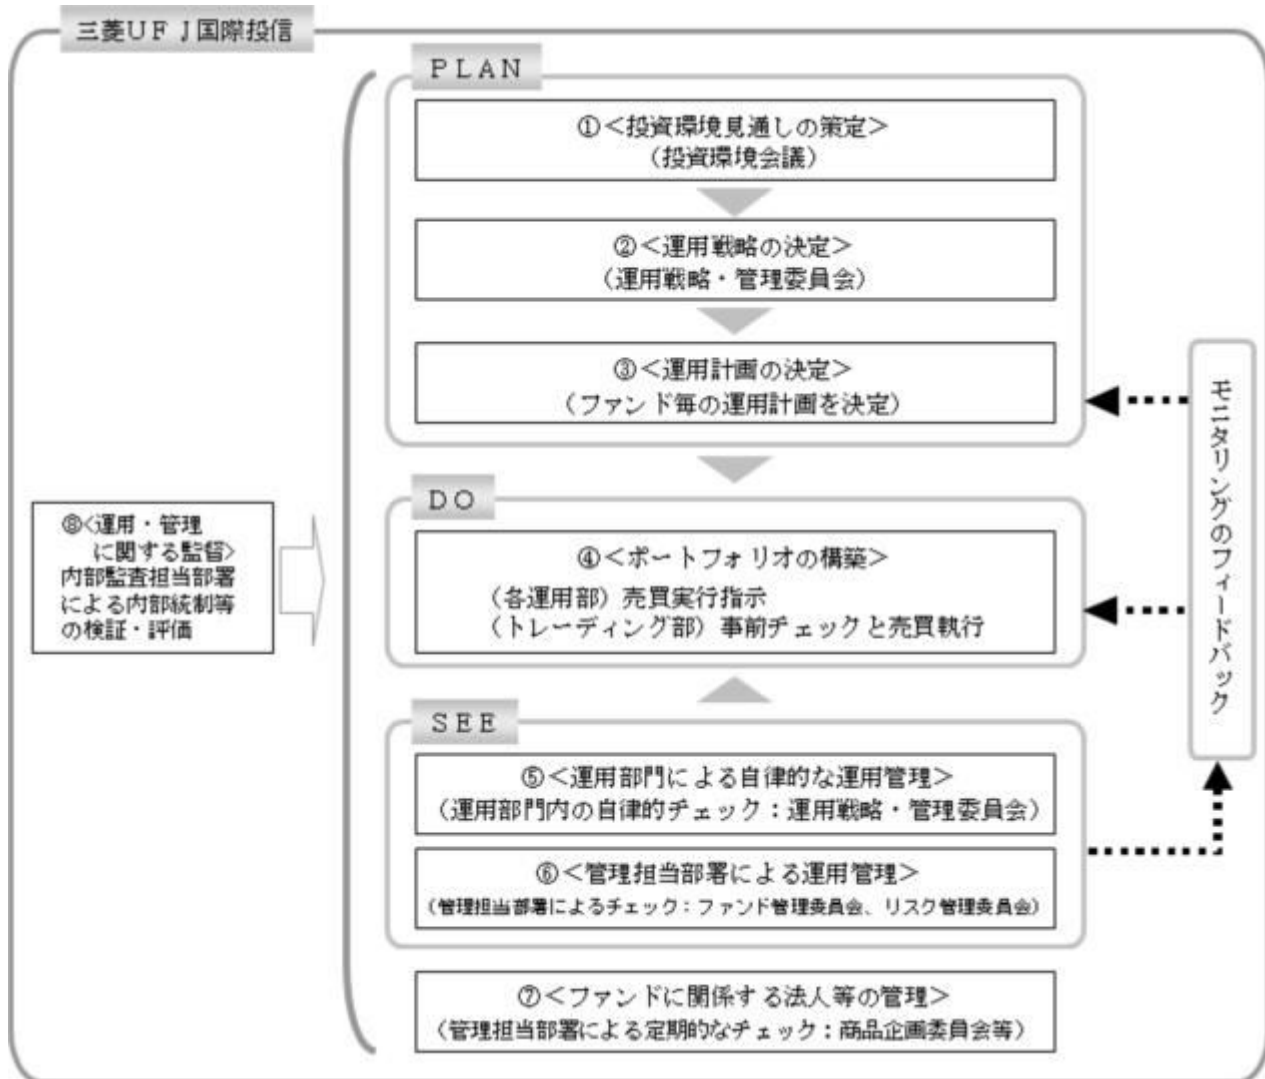 三菱ＵＦＪ国際投信
ＰＬＡＮ
①＜投資環境見通しの策定＞
（投資環境会議）
②＜運用戦略の決定＞
（運用戦略・管理委員会）
③＜運用計画の決定＞
（ファンド毎の運用計画を決定）
ＤＯ
④＜ポートフォリオの構築＞
（各運用部）売買実行指示
（トレーディング部）事前チェックと売買執行
ＳＥＥ
⑤＜運用部門による自律的な運用管理＞
（運用部門内の自律的チェック：運用戦略・管理委員会）
⑥＜管理担当部署による運用管理＞
（管理担当部署によるチェック：ファンド管理委員会、リスク管理委員会）
⑦＜ファンドに関係する法人等の管理＞
（管理担当部署による定期的なチェック：商品企画委員会等）
⑧＜運用・管理
に関する監督＞
内部監査担当部署
による内部統制等
の検証・評価
モニタリングのフィードバック